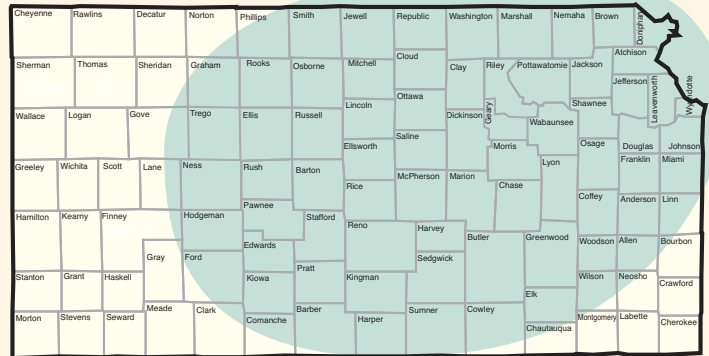 Cheyenne Rawlins Decatur Norton Phillips Smith Jewell Republic Washington Marshall Nemaha Brown Doniphan
Atchison
Sherman Thomas Sheridan Graham Rooks Osborne Mitchell Cloud Clay Riley Pottawatomie Jackson
Jefferson Leavenworth Wyandotte
Lincoln Ottawa Shawnee
Wallace Logan Gove Trego Ellis Russell Dickinson Geary Wabaunsee
Saline
Ellsworth Morris Osage Douglas Johnson
Greeley Wichita Scott Lane Ness Rush Barton Lyon Franklin Miami
Rice McPherson Marion Chase
Coffey Anderson Linn
Pawnee
Hamilton Kearny Finney Hodgeman Stafford
Reno Harvey Butler Greenwood Woodson Allen Bourbon
Edwards
Gray Ford Sedgwick
Pratt
Stanton Grant Haskell Kiowa Kingman Wilson Neosho
Crawford
Elk
Meade Clark Barber Sumner Cowley
Morton Stevens Seward Comanche Harper Montgomery Labette
Cherokee
Chautauqua